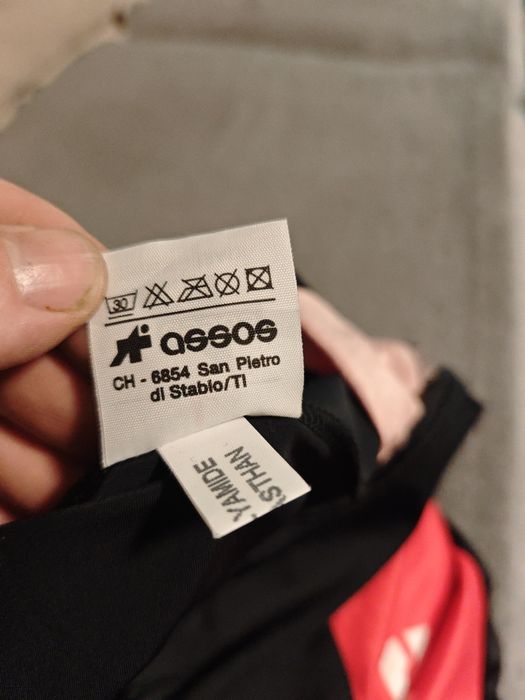 30
assos
CH - 6854 San Pietro
di Stabio/TI
YAMIDE
STHAN